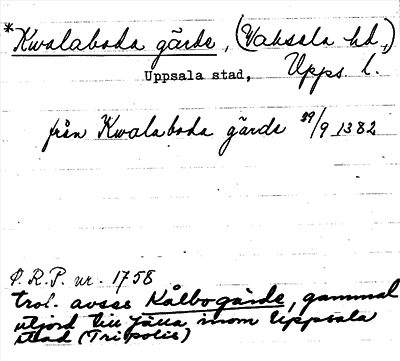 *Kwalaboda gärde, (Vaksala hd,)
Uppsala stad, Upps. l.
från Kwalaboda gärde 29/9 1382
Ø.R.P. nr. 1758
trol. avses Kålbogärde, gammal
utjord till Jälla inom Uppsala
stad (Tripolis)